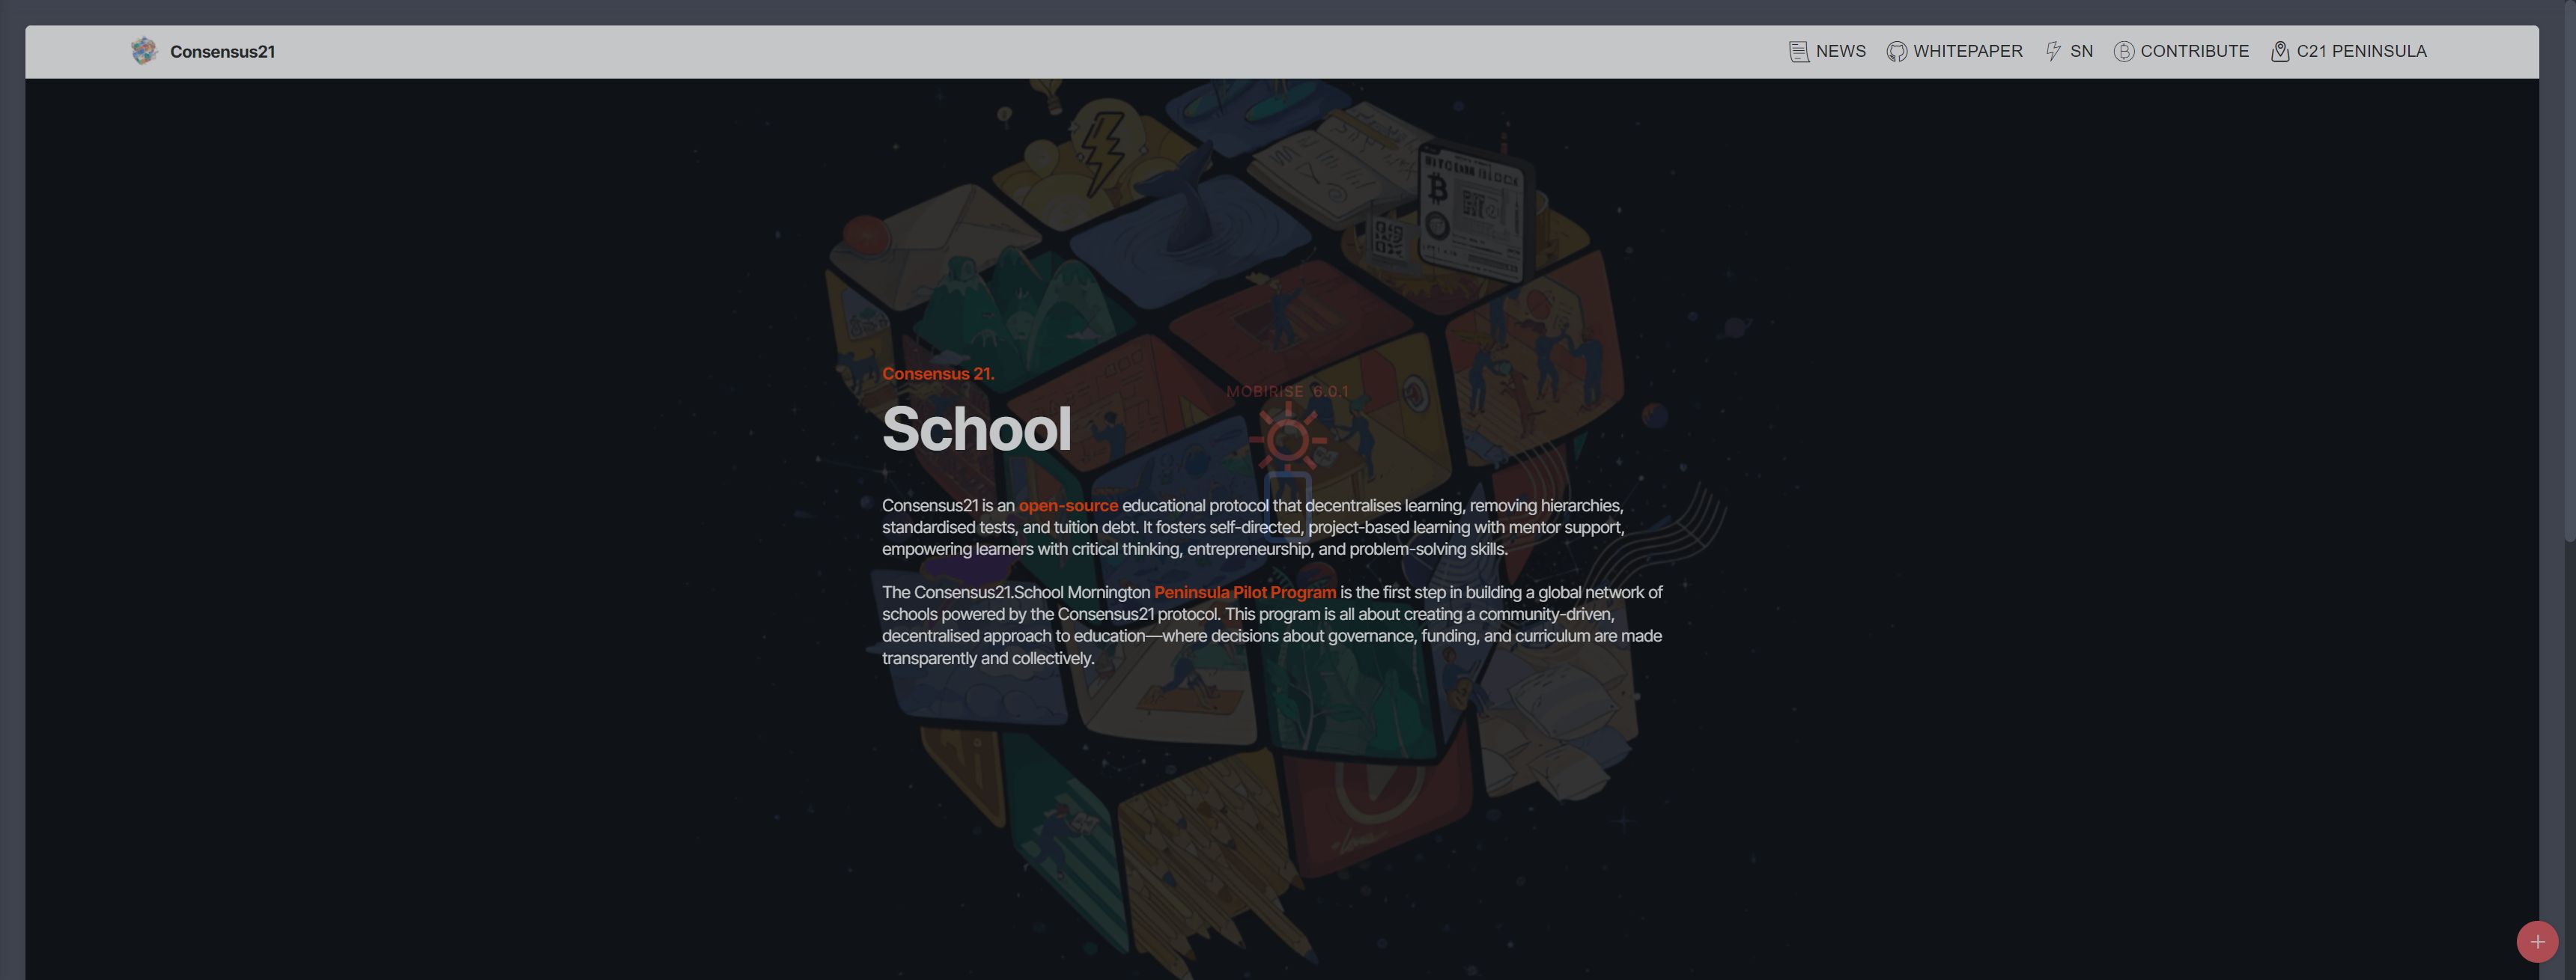 Consensus21
NEWS WHITEPAPER SN CONTRIBUTE C21 PENINSULA
BITCOIN BLOCK
Consensus 21.
MOBIRISE 6.0.1
School
Consensus21 is an open-source educational protocol that decentralises learning, removing hierarchies,
standardised tests, and tuition debt. It fosters self-directed, project-based learning with mentor support,
empowering learners with critical thinking, entrepreneurship, and problem-solving skills.
The Consensus21.School Mornington Peninsula Pilot Program is the first step in building a global network of
schools powered by the Consensus21 protocol. This program is all about creating a community-driven,
decentralised approach to education—where decisions about governance, funding, and curriculum are made
transparently and collectively.